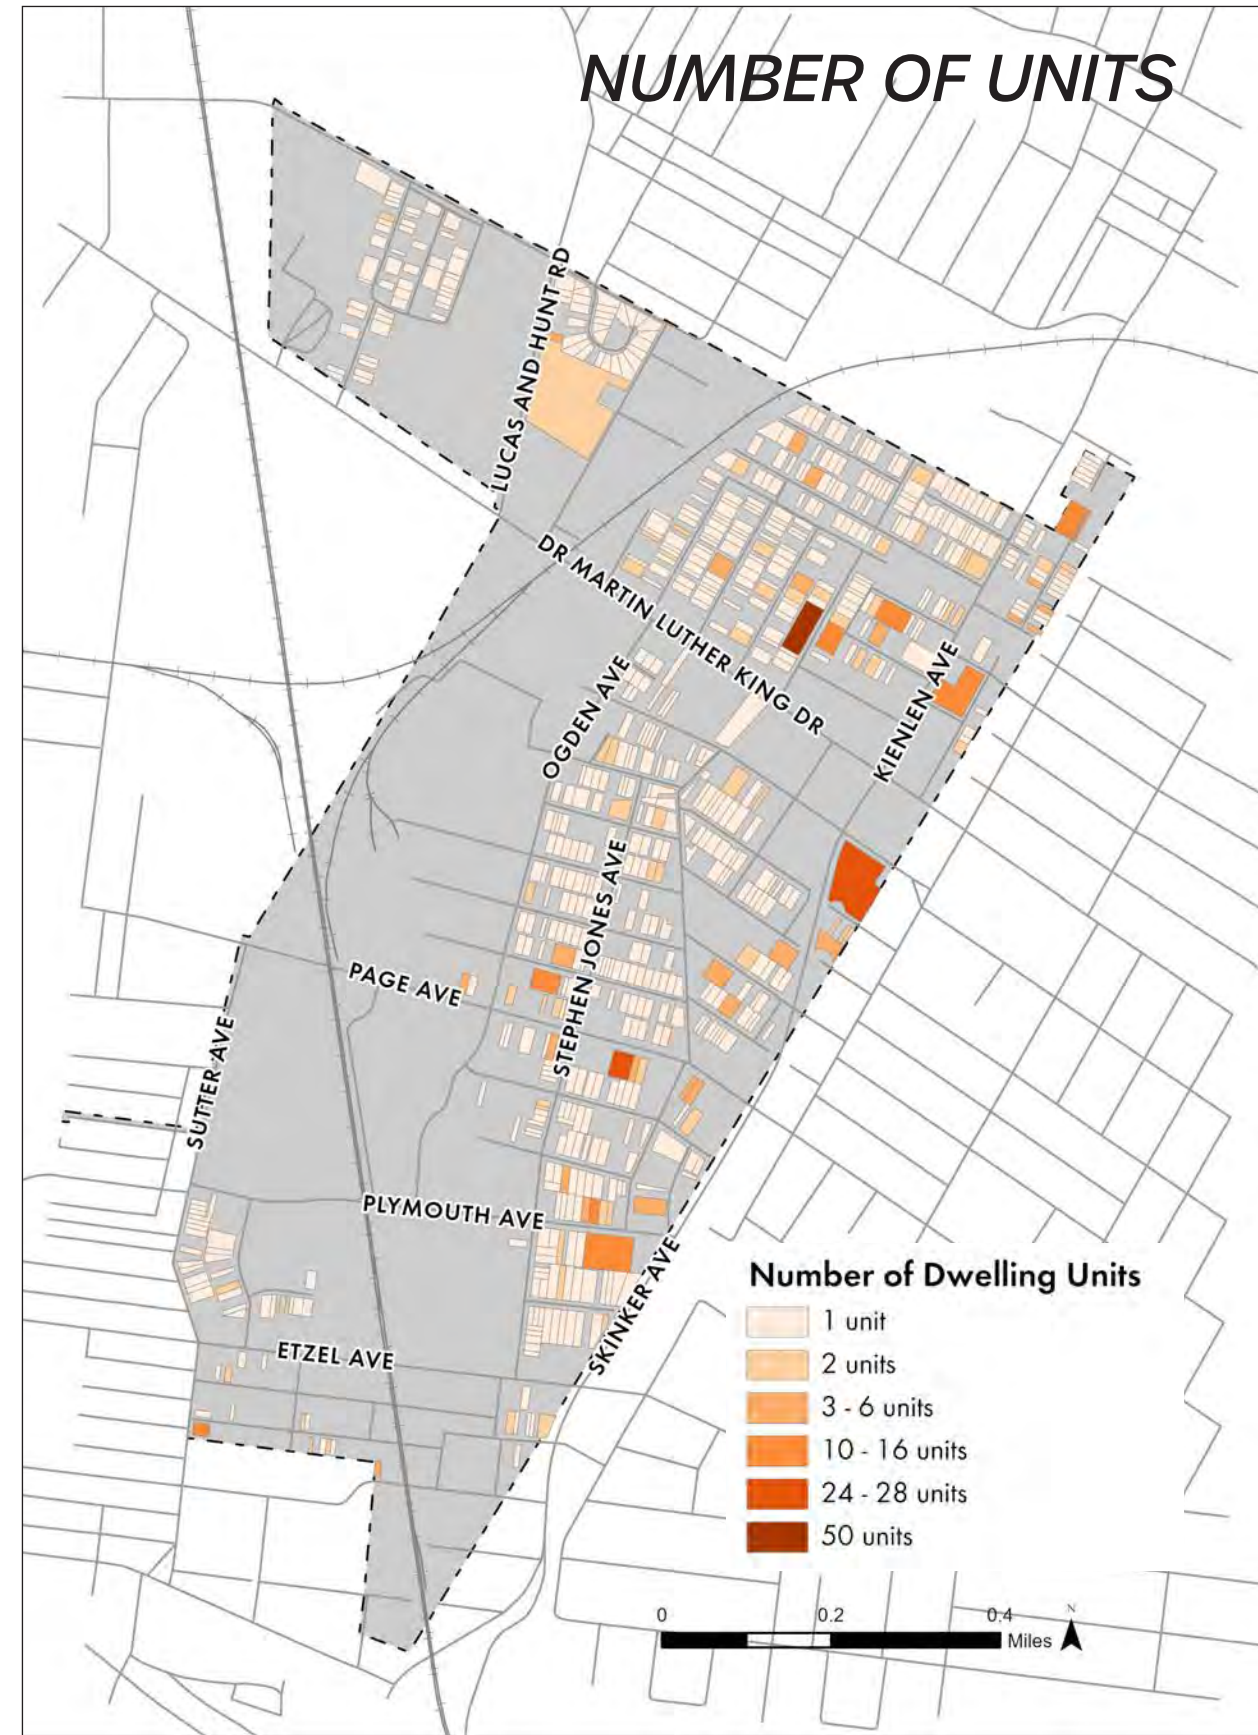 NUMBER OF UNITS
LUCAS AND HUNT RD
DR MARTIN LUTHER KING DR
OGDEN AVE
KIENLEN AVE
STEPHEN JONES AVE
PAGE AVE
SUTTER AVE
PLYMOUTH AVE
SKINKER AVE
ETZEL AVE
Number of Dwelling Units
1 unit
2 units
3 - 6 units
10 - 16 units
24 - 28 units
50 units
0 0.2 0.4
Miles
N